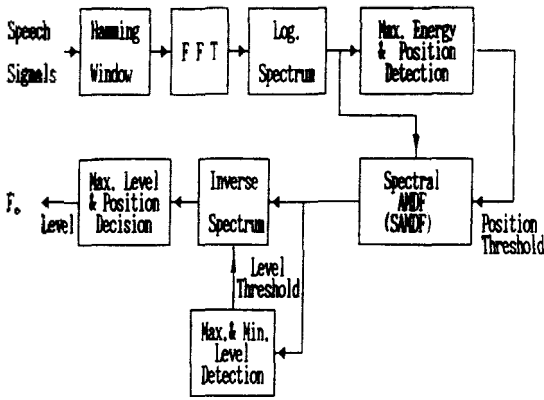 Speech
Signals
Hamming
Window
F F T
Log.
Spectrum
Max. Energy
& Position
Detection
F₀
Level
Max. Level
& Position
Decision
Inverse
Spectrum
Spectral
AMDF
(SAMDF)
Position
Threshold
Level
Threshold
Max.& Min.
Level
Detection